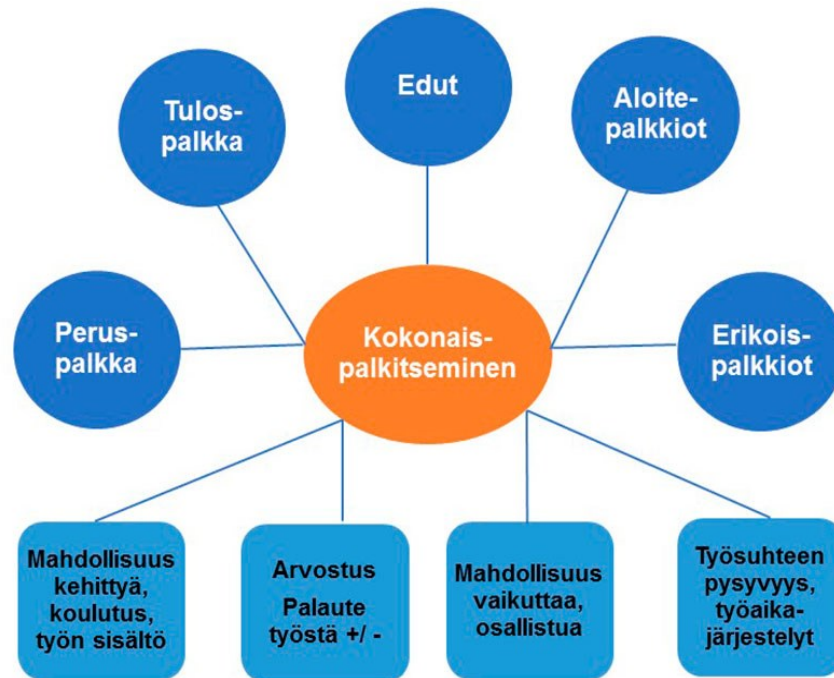 Edut
Tulos-
palkka
Aloite-
palkkiot
Perus-
palkka
Kokonais-
palkitseminen
Erikois-
palkkiot
Mahdollisuus
kehittyä,
koulutus,
työn sisältö
Arvostus
Palaute
työstä +/ -
Mahdollisuus
vaikuttaa,
osallistua
Työsuhteen
pysyvyys,
työaika-
järjestelyt